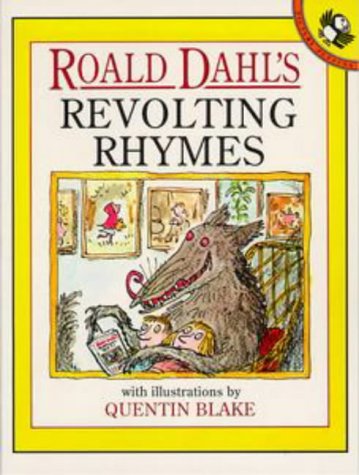 ROALD DAHL'S
REVOLTING
RHYMES
with illustrations by
QUENTIN BLAKE